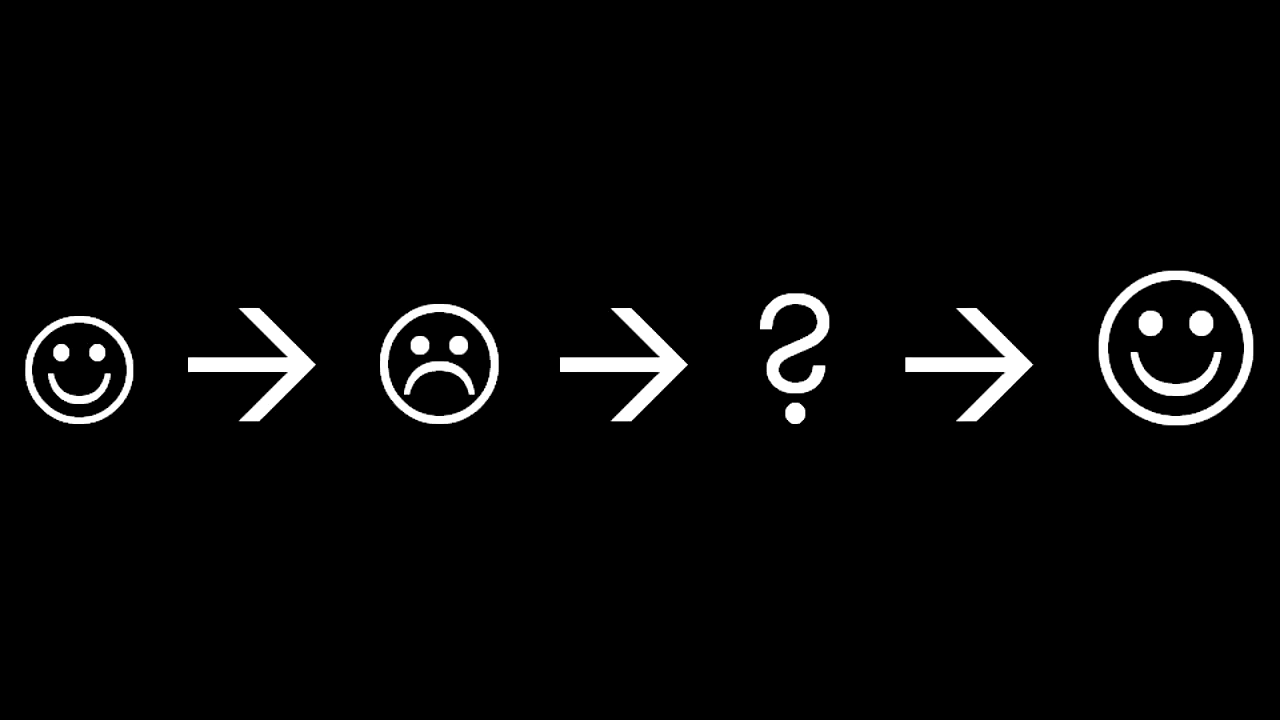 ☺ → ☹ → ? → ☺